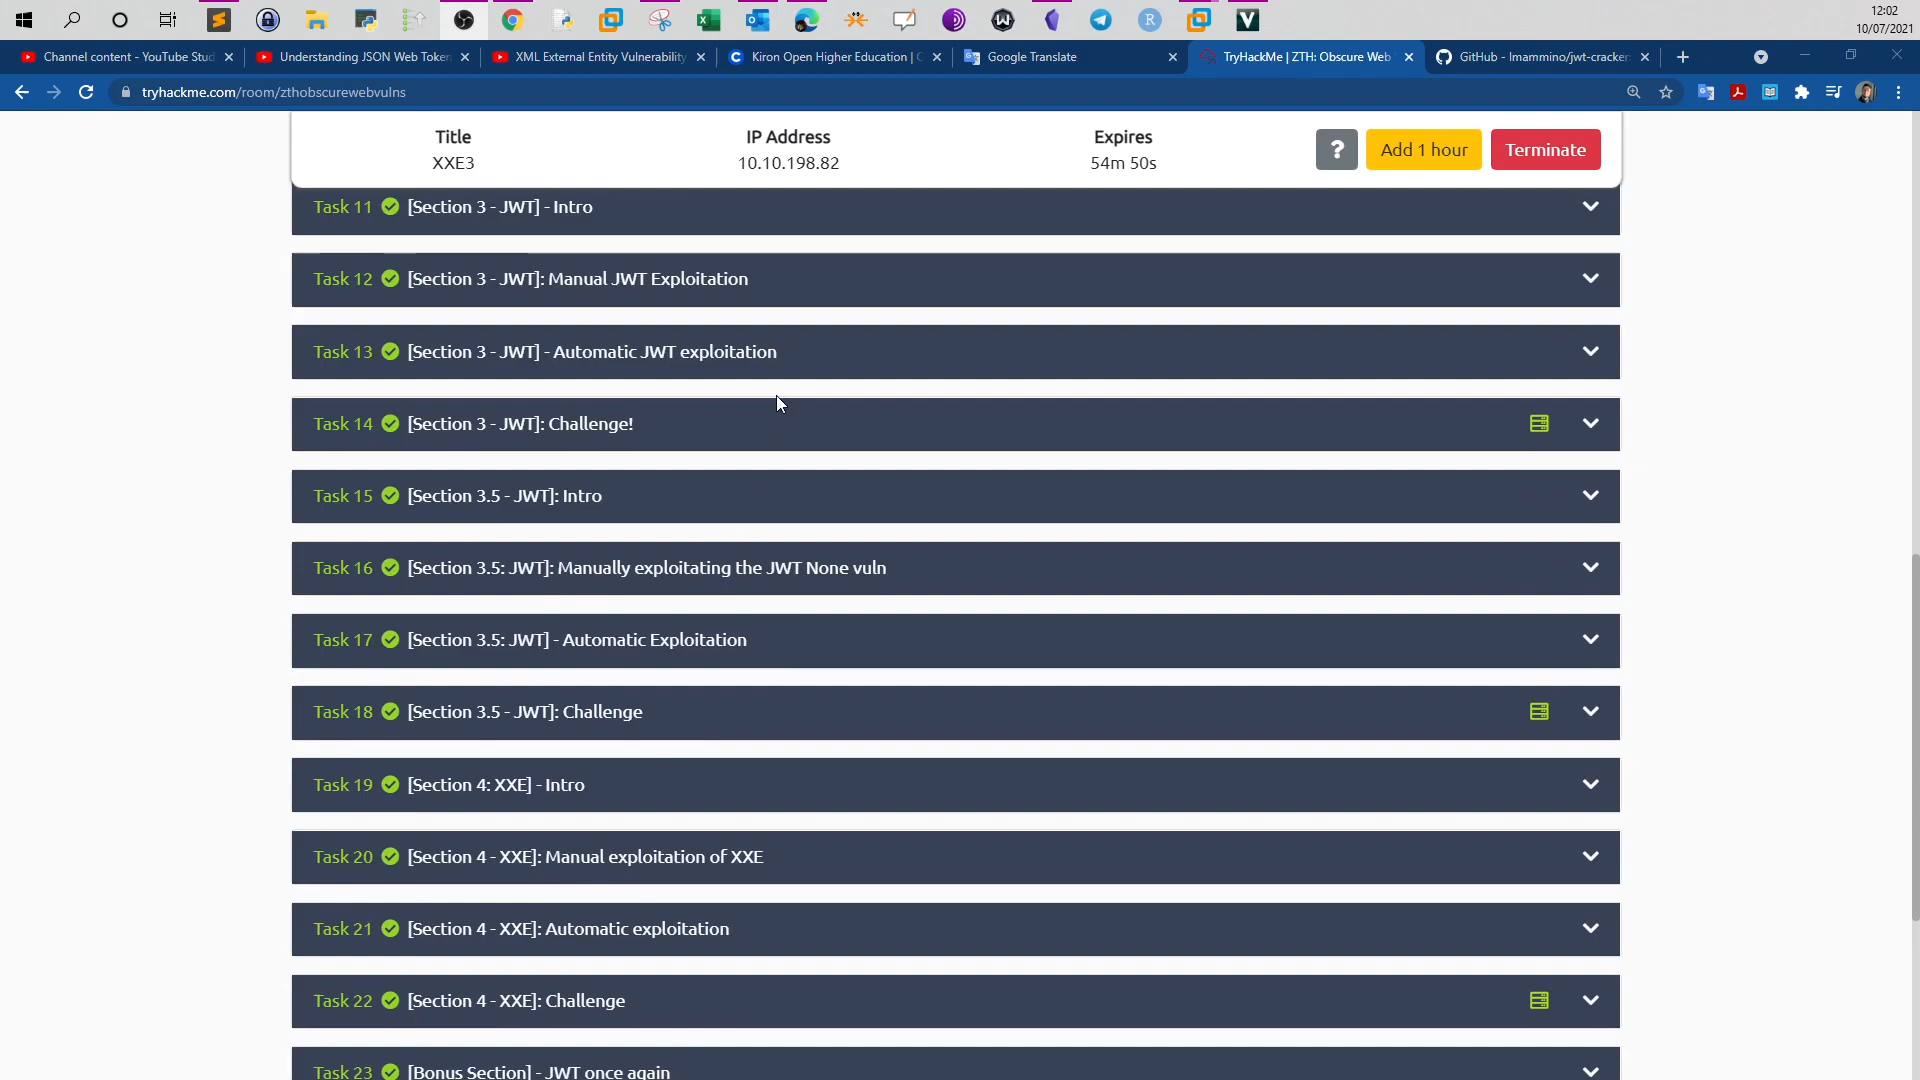 12:02
10/07/2021
Channel content - YouTube Stud
Understanding JSON Web Token
XML External Entity Vulnerability
Kiron Open Higher Education | C
Google Translate
TryHackMe | ZTH: Obscure Web
GitHub - lmammino/jwt-cracker:
tryhackme.com/room/zthobscurewebvulns
Title
XXE3
IP Address
10.10.198.82
Expires
54m 50s
?
Add 1 hour
Terminate
Task 11 [Section 3 - JWT] - Intro
Task 12 [Section 3 - JWT]: Manual JWT Exploitation
Task 13 [Section 3 - JWT] - Automatic JWT exploitation
Task 14 [Section 3 - JWT]: Challenge!
Task 15 [Section 3.5 - JWT]: Intro
Task 16 [Section 3.5: JWT]: Manually exploitating the JWT None vuln
Task 17 [Section 3.5: JWT] - Automatic Exploitation
Task 18 [Section 3.5 - JWT]: Challenge
Task 19 [Section 4: XXE] - Intro
Task 20 [Section 4 - XXE]: Manual exploitation of XXE
Task 21 [Section 4 - XXE]: Automatic exploitation
Task 22 [Section 4 - XXE]: Challenge
Task 23 [Bonus Section] - JWT once again